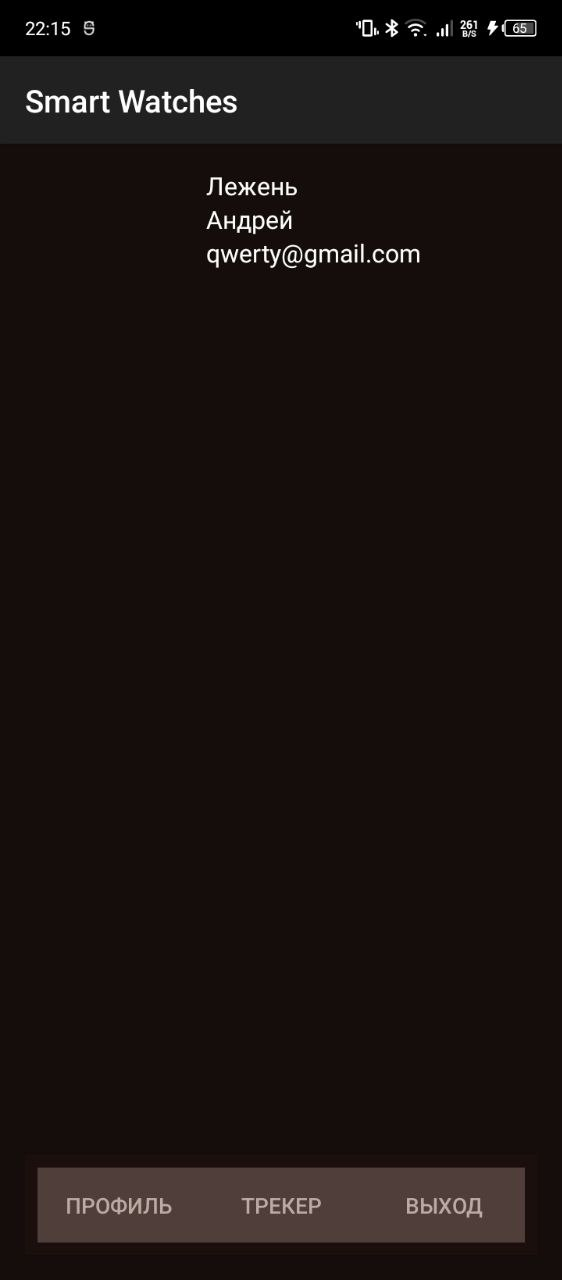 22:15 261 B/S 65
Smart Watches
Лежень
Андрей
qwerty@gmail.com
ПРОФИЛЬ ТРЕКЕР ВЫХОД